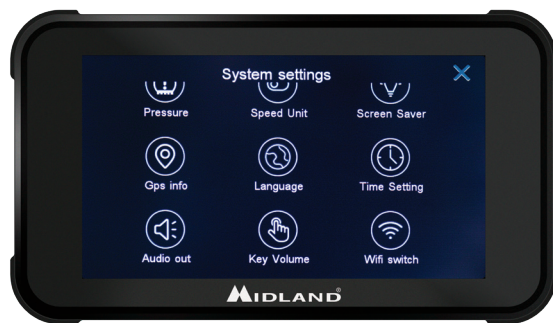 System settings
Pressure Speed Unit Screen Saver
Gps info Language Time Setting
Audio out Key Volume Wifi switch
MIDLAND®